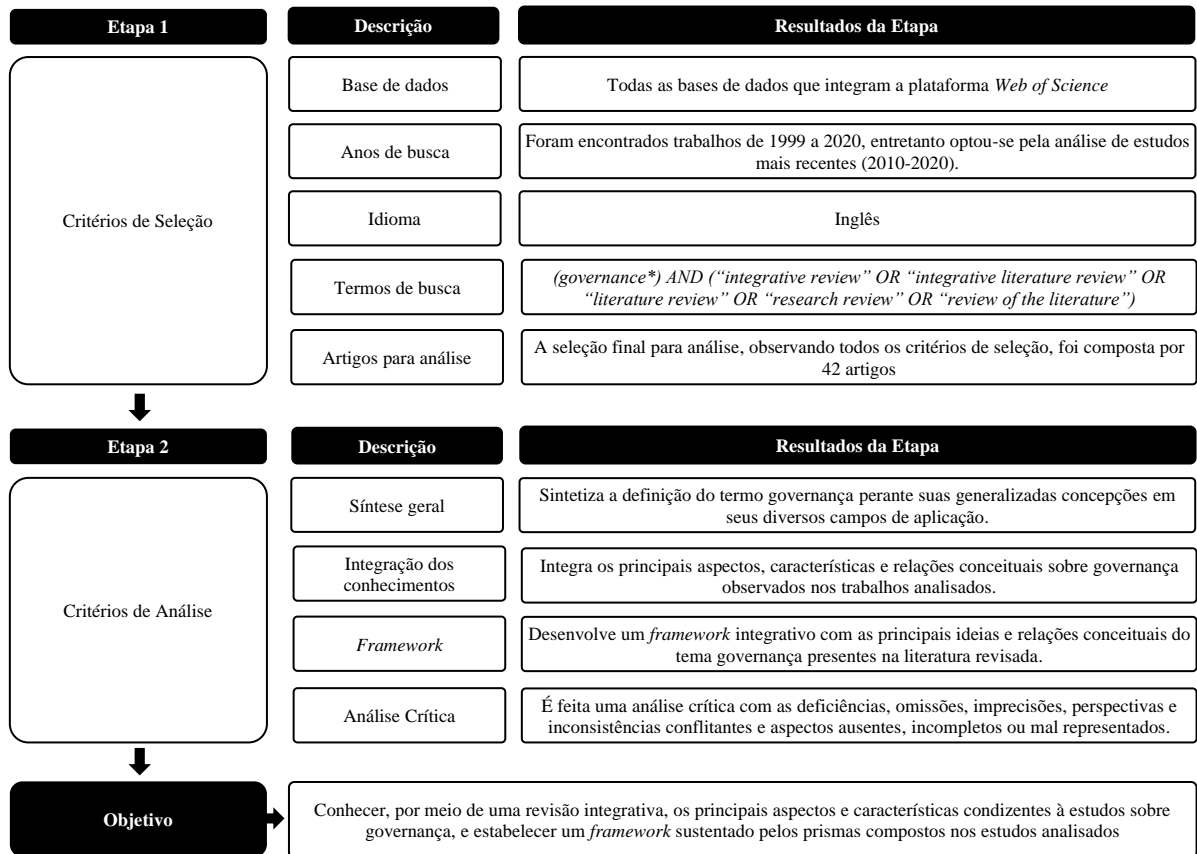 Etapa 1
Descrição
Resultados da Etapa
Critérios de Seleção
Base de dados
Todas as bases de dados que integram a plataforma Web of Science
Anos de busca
Foram encontrados trabalhos de 1999 a 2020, entretanto optou-se pela análise de estudos
mais recentes (2010-2020).
Idioma
Inglês
Termos de busca
(governance*) AND (“integrative review” OR “integrative literature review” OR
“literature review” OR “research review” OR “review of the literature”)
Artigos para análise
A seleção final para análise, observando todos os critérios de seleção, foi composta por
42 artigos
Etapa 2
Descrição
Resultados da Etapa
Critérios de Análise
Síntese geral
Sintetiza a definição do termo governança perante suas generalizadas concepções em
seus diversos campos de aplicação.
Integração dos
conhecimentos
Integra os principais aspectos, características e relações conceituais sobre governança
observados nos trabalhos analisados.
Framework
Desenvolve um framework integrativo com as principais ideias e relações conceituais do
tema governança presentes na literatura revisada.
Análise Crítica
É feita uma análise crítica com as deficiências, omissões, imprecisões, perspectivas e
inconsistências conflitantes e aspectos ausentes, incompletos ou mal representados.
Objetivo
Conhecer, por meio de uma revisão integrativa, os principais aspectos e características condizentes à estudos sobre
governança, e estabelecer um framework sustentado pelos prismas compostos nos estudos analisados